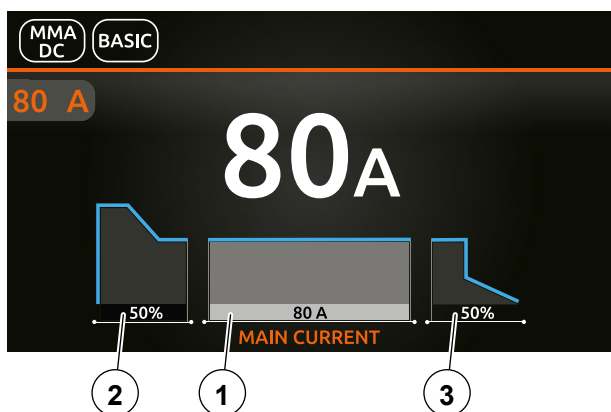 MMA DC BASIC
80 A
80A
50% 80 A 50%
MAIN CURRENT
2 1 3